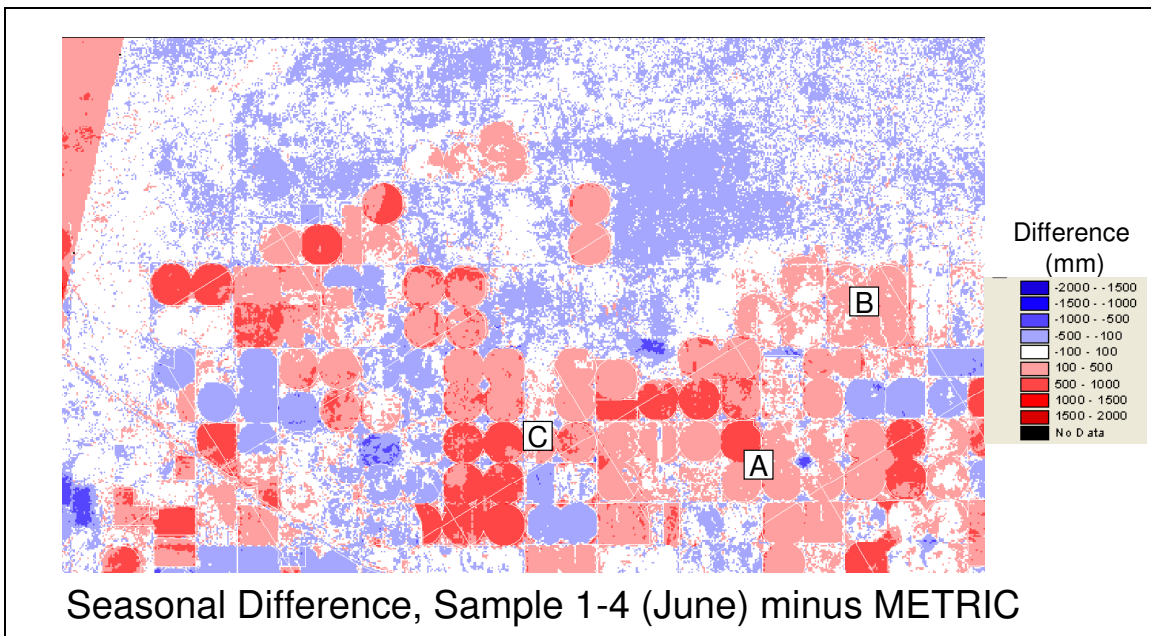 B
C
A
Difference
(mm)
-2000 - -1500
-1500 - -1000
-1000 - -500
-500 - -100
-100 - 100
100 - 500
500 - 1000
1000 - 1500
1500 - 2000
No Data
Seasonal Difference, Sample 1-4 (June) minus METRIC